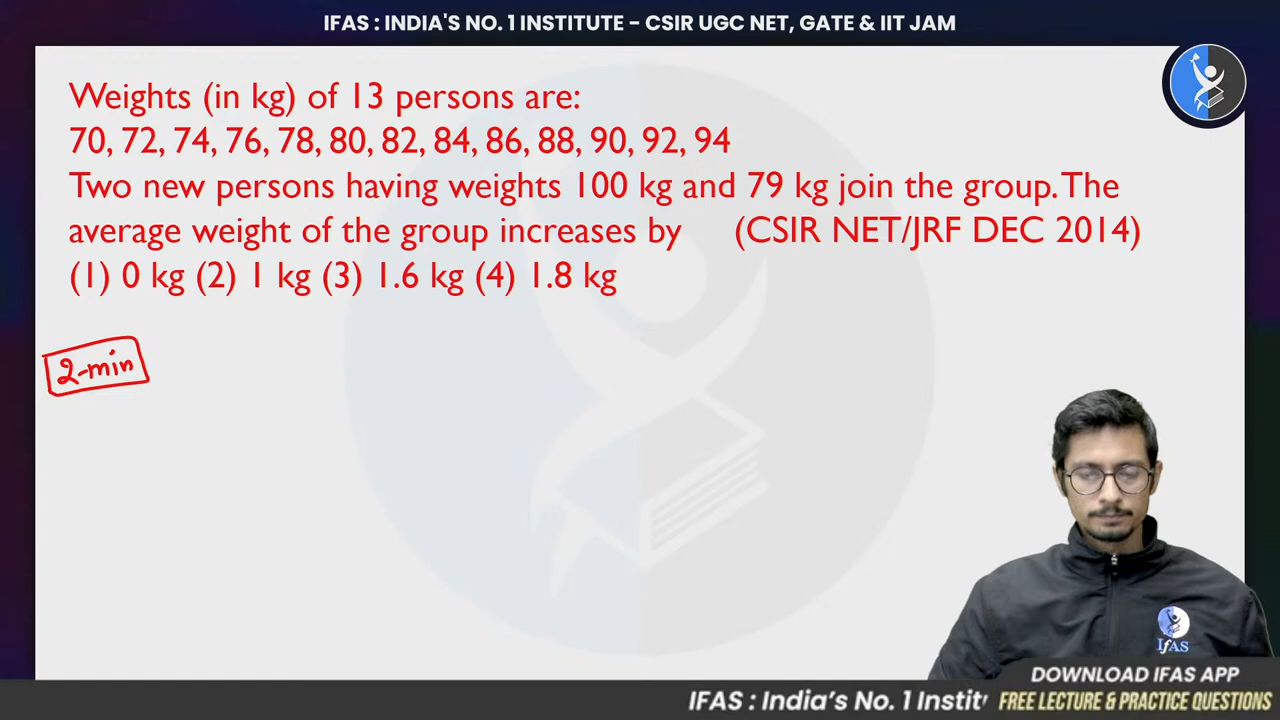 IFAS : INDIA'S NO. 1 INSTITUTE - CSIR UGC NET, GATE & IIT JAM
Weights (in kg) of 13 persons are:
70, 72, 74, 76, 78, 80, 82, 84, 86, 88, 90, 92, 94
Two new persons having weights 100 kg and 79 kg join the group. The
average weight of the group increases by (CSIR NET/JRF DEC 2014)
(1) 0 kg (2) 1 kg (3) 1.6 kg (4) 1.8 kg
2-min
IfAS
DOWNLOAD IFAS APP
IFAS : India's No. 1 Instit
FREE LECTURE & PRACTICE QUESTIONS